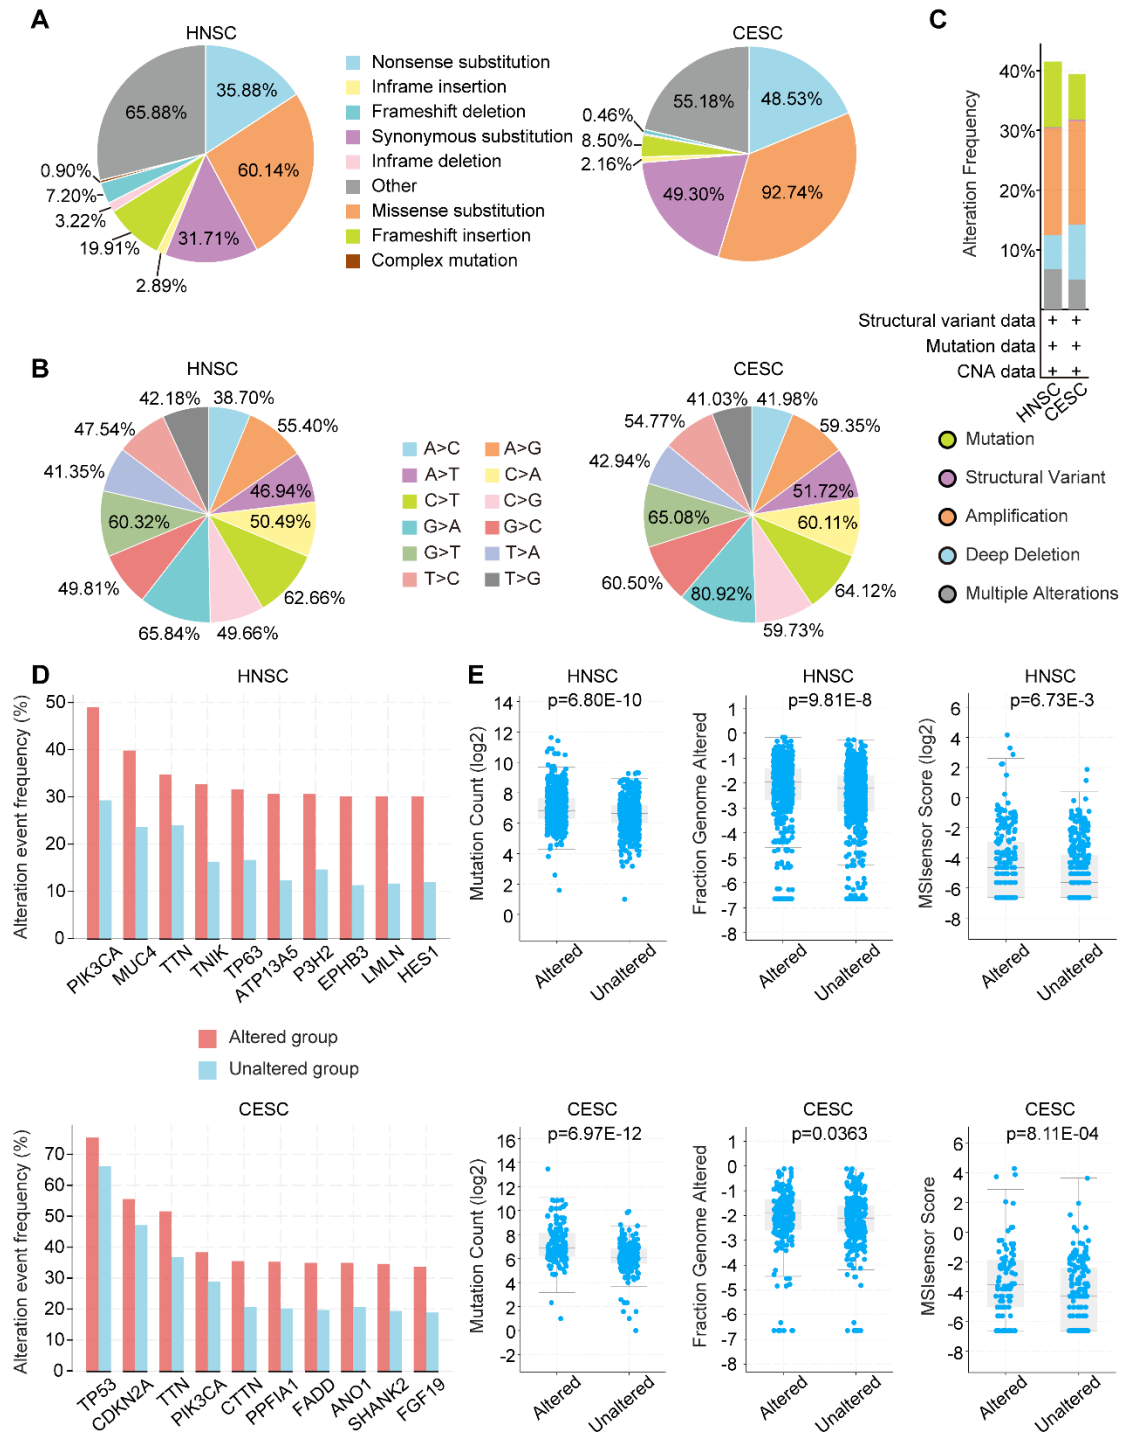 A
HNSC
35.88%
60.14%
31.71%
2.89%
19.91%
3.22%
7.20%
0.90%
65.88%
Nonsense substitution
Inframe insertion
Frameshift deletion
Synonymous substitution
Inframe deletion
Other
Missense substitution
Frameshift insertion
Complex mutation
CESC
48.53%
92.74%
49.30%
2.16%
8.50%
0.46%
55.18%
C
Alteration Frequency
40%
30%
20%
10%
Structural variant data + +
Mutation data + +
CNA data + +
HNSC
CESC
Mutation
Structural Variant
Amplification
Deep Deletion
Multiple Alterations
B
HNSC
42.18%
38.70%
47.54%
55.40%
41.35%
46.94%
60.32%
50.49%
49.81%
62.66%
65.84%
49.66%
A>C
A>G
A>T
C>A
C>T
C>G
G>A
G>C
G>T
T>A
T>C
T>G
CESC
41.03%
41.98%
54.77%
59.35%
42.94%
51.72%
65.08%
60.11%
60.50%
80.92%
64.12%
59.73%
D
HNSC
Alteration event frequency (%)
50
40
30
20
10
0
PIK3CA
MUC4
TTN
TNIK
TP63
ATP13A5
P3H2
EPHB3
LMLN
HES1
Altered group
Unaltered group
CESC
Alteration event frequency (%)
70
60
50
40
30
20
10
0
TP53
CDKN2A
TTN
PIK3CA
CTTN
PPFIA1
FADD
ANO1
SHANK2
FGF19
E
HNSC
p=6.80E-10
Mutation Count (log2)
14
12
10
8
6
4
2
0
Altered
Unaltered
HNSC
p=9.81E-8
Fraction Genome Altered
1
0
-1
-2
-3
-4
-5
-6
-7
-8
Altered
Unaltered
HNSC
p=6.73E-3
MSIsensor Score (log2)
6
4
2
0
-2
-4
-6
-8
Altered
Unaltered
CESC
p=6.97E-12
Mutation Count (log2)
16
14
12
10
8
6
4
2
0
-2
Altered
Unaltered
CESC
p=0.0363
Fraction Genome Altered
1
0
-1
-2
-3
-4
-5
-6
-7
-8
Altered
Unaltered
CESC
p=8.11E-04
MSIsensor Score
6
4
2
0
-2
-4
-6
-8
Altered
Unaltered